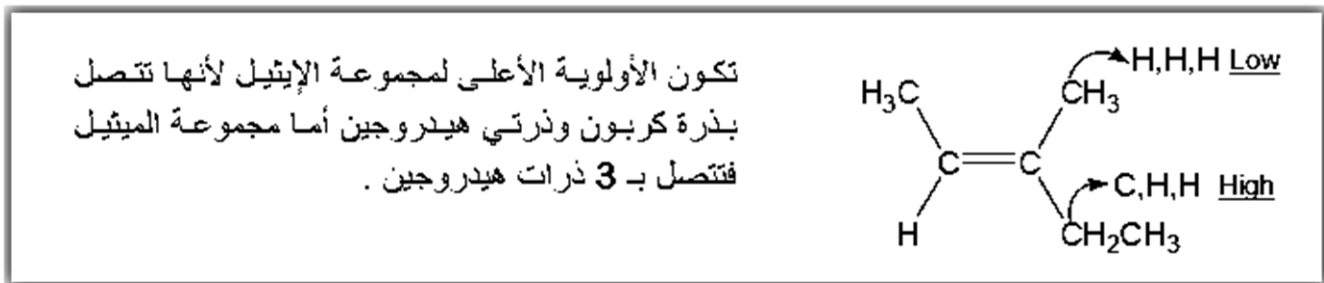 تكون الأولوية الأعلى لمجموعة الإيثيل لأنها تتصل
بذرة كربون وذرتي هيدروجين أما مجموعة الميثيل
فتتصل بـ 3 ذرات هيدروجين .
H,H,H Low
H₃C CH₃
C C
C,H,H High
H CH₂CH₃